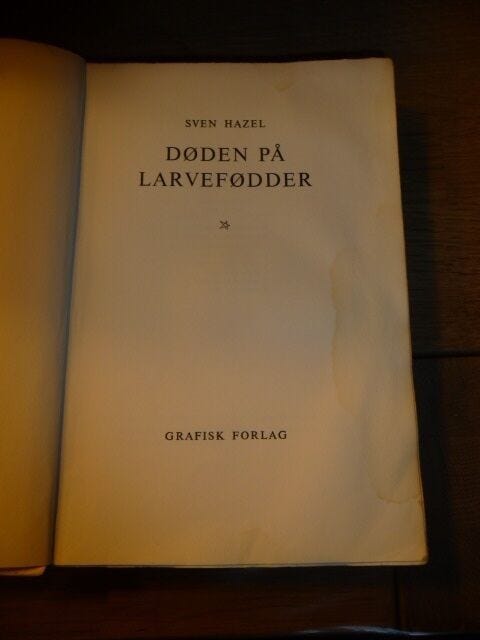 SVEN HAZEL
DØDEN PÅ
LARVEFØDDER
GRAFISK FORLAG